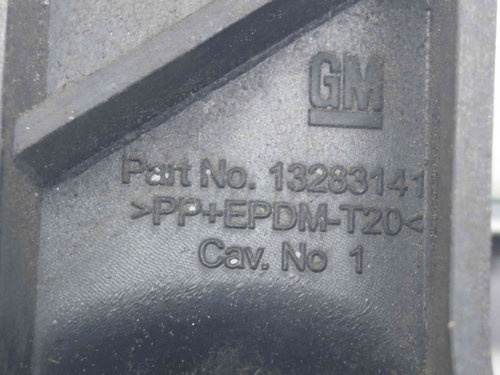 GM
Part No. 13283141
>PP+EPDM-T20<
Cav. No 1